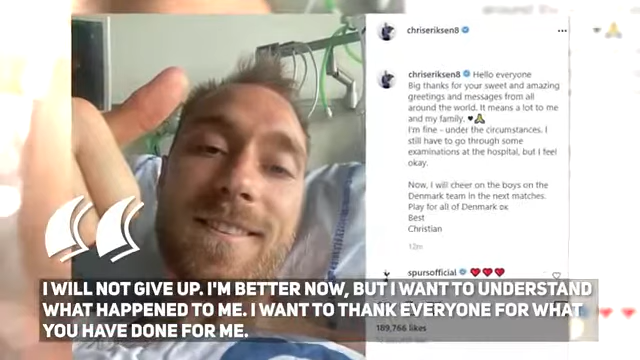 chriseriksen8
chriseriksen8 Hello everyone
Big thanks for your sweet and amazing
greetings and messages from all
around the world. It means a lot to me
and my family. ♥🙏
I'm fine - under the circumstances. I
still have to go through some
examinations at the hospital, but I feel
okay.
Now, I will cheer on the boys on the
Denmark team in the next matches.
Play for all of Denmark
Best
Christian
12m
spursofficial ❤❤❤
I WILL NOT GIVE UP. I'M BETTER NOW, BUT I WANT TO UNDERSTAND
WHAT HAPPENED TO ME. I WANT TO THANK EVERYONE FOR WHAT
YOU HAVE DONE FOR ME.
189,766 likes